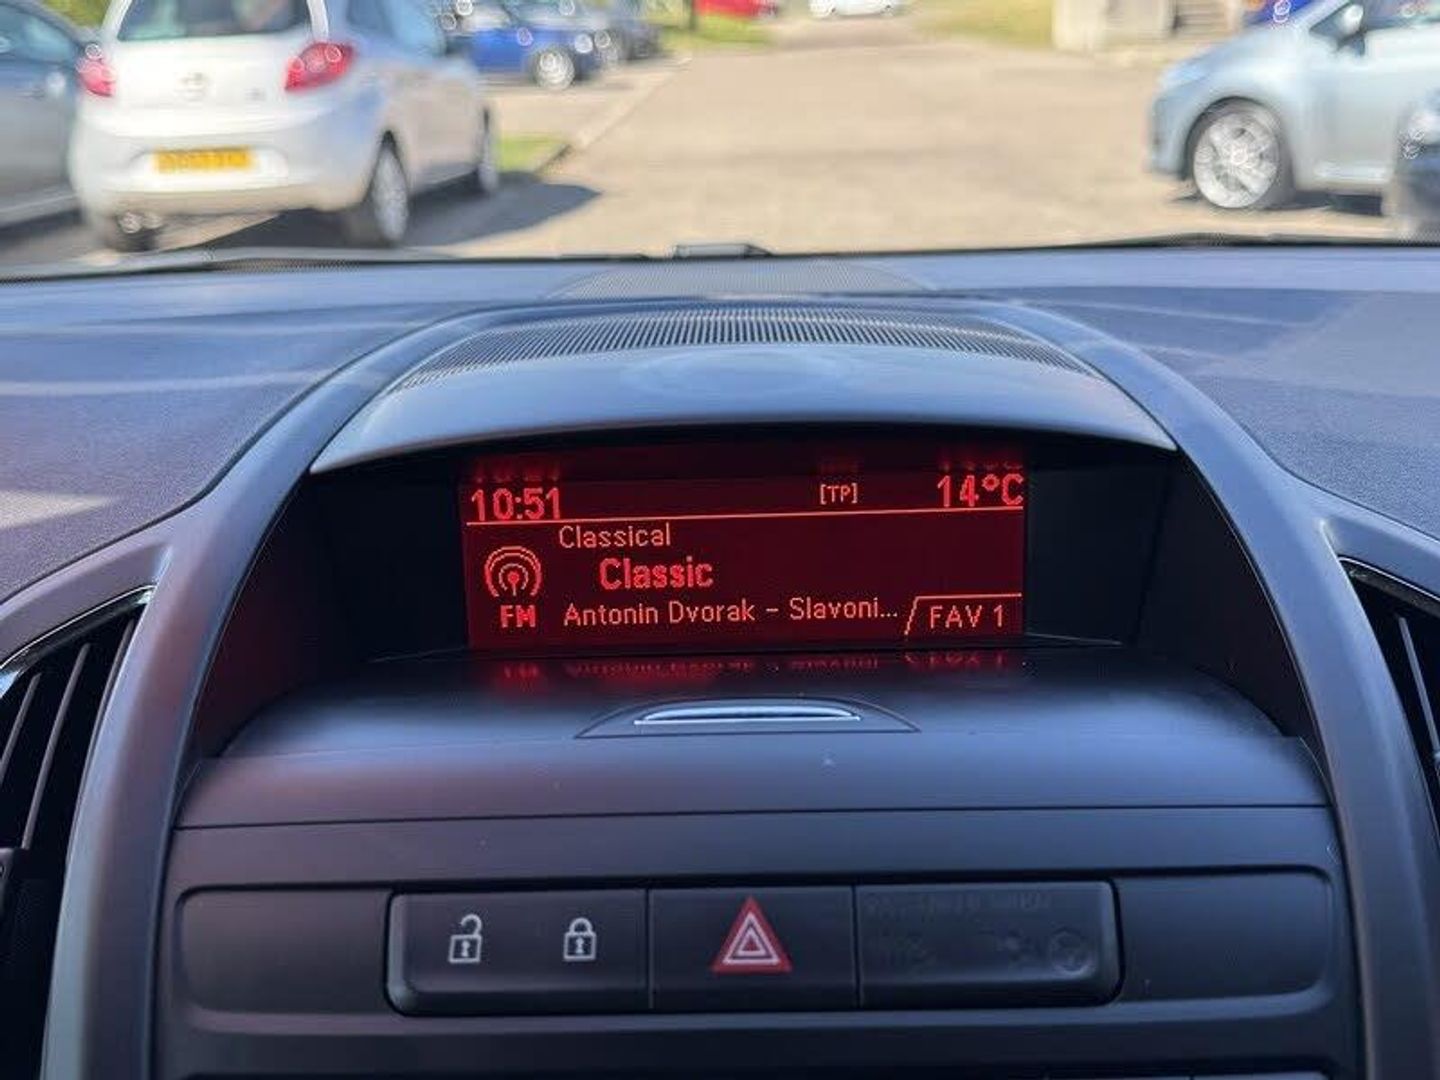 10:51 [TP] 14°C
Classical
Classic
FM Antonin Dvorak - Slavoni... FAV 1